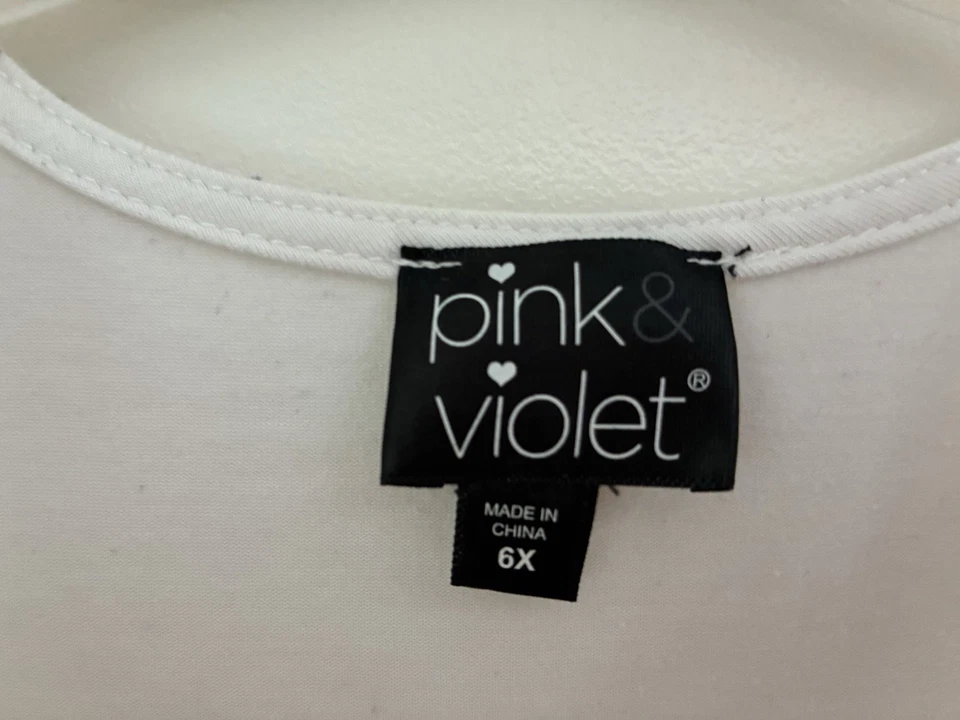 pink &
violet®
MADE IN
CHINA
6X